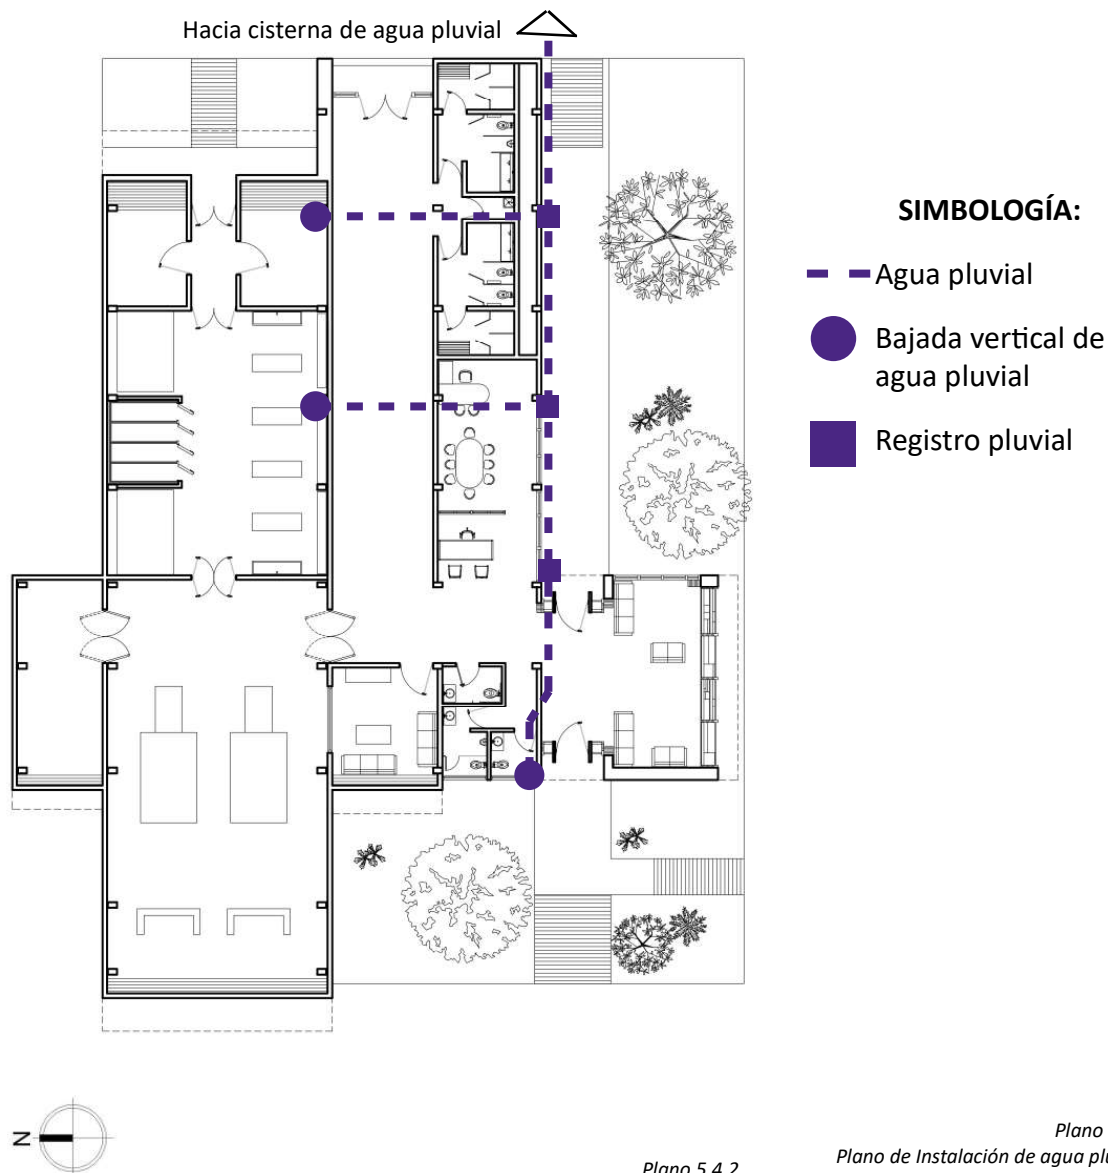 Hacia cisterna de agua pluvial
SIMBOLOGÍA:
Agua pluvial
Bajada vertical de
agua pluvial
Registro pluvial
N
Plano
Plano de Instalación de agua
Plano 5.4.2